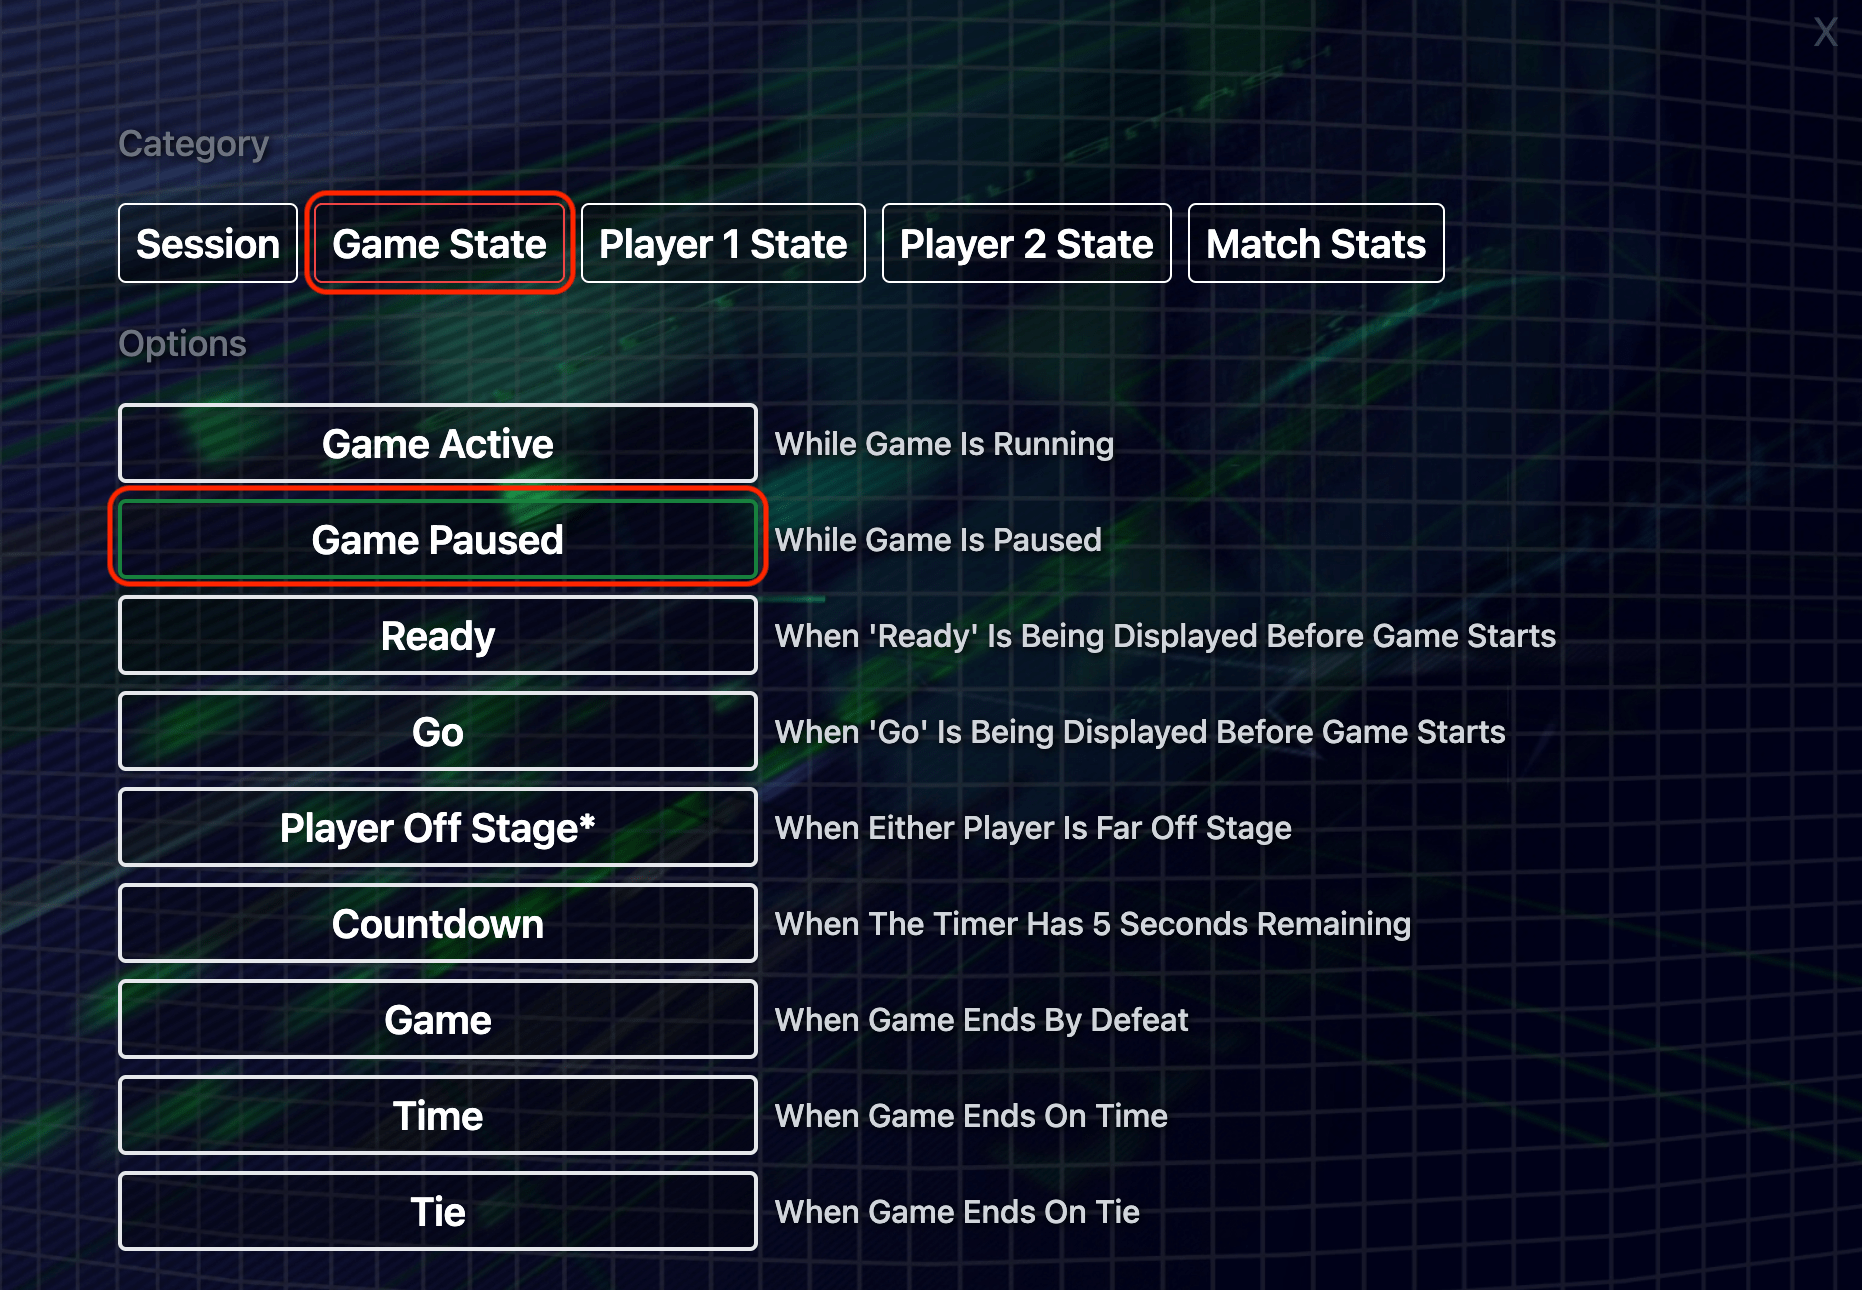 X
Category
Session Game State Player 1 State Player 2 State Match Stats
Options
Game Active While Game Is Running
Game Paused While Game Is Paused
Ready When 'Ready' Is Being Displayed Before Game Starts
Go When 'Go' Is Being Displayed Before Game Starts
Player Off Stage* When Either Player Is Far Off Stage
Countdown When The Timer Has 5 Seconds Remaining
Game When Game Ends By Defeat
Time When Game Ends On Time
Tie When Game Ends On Tie